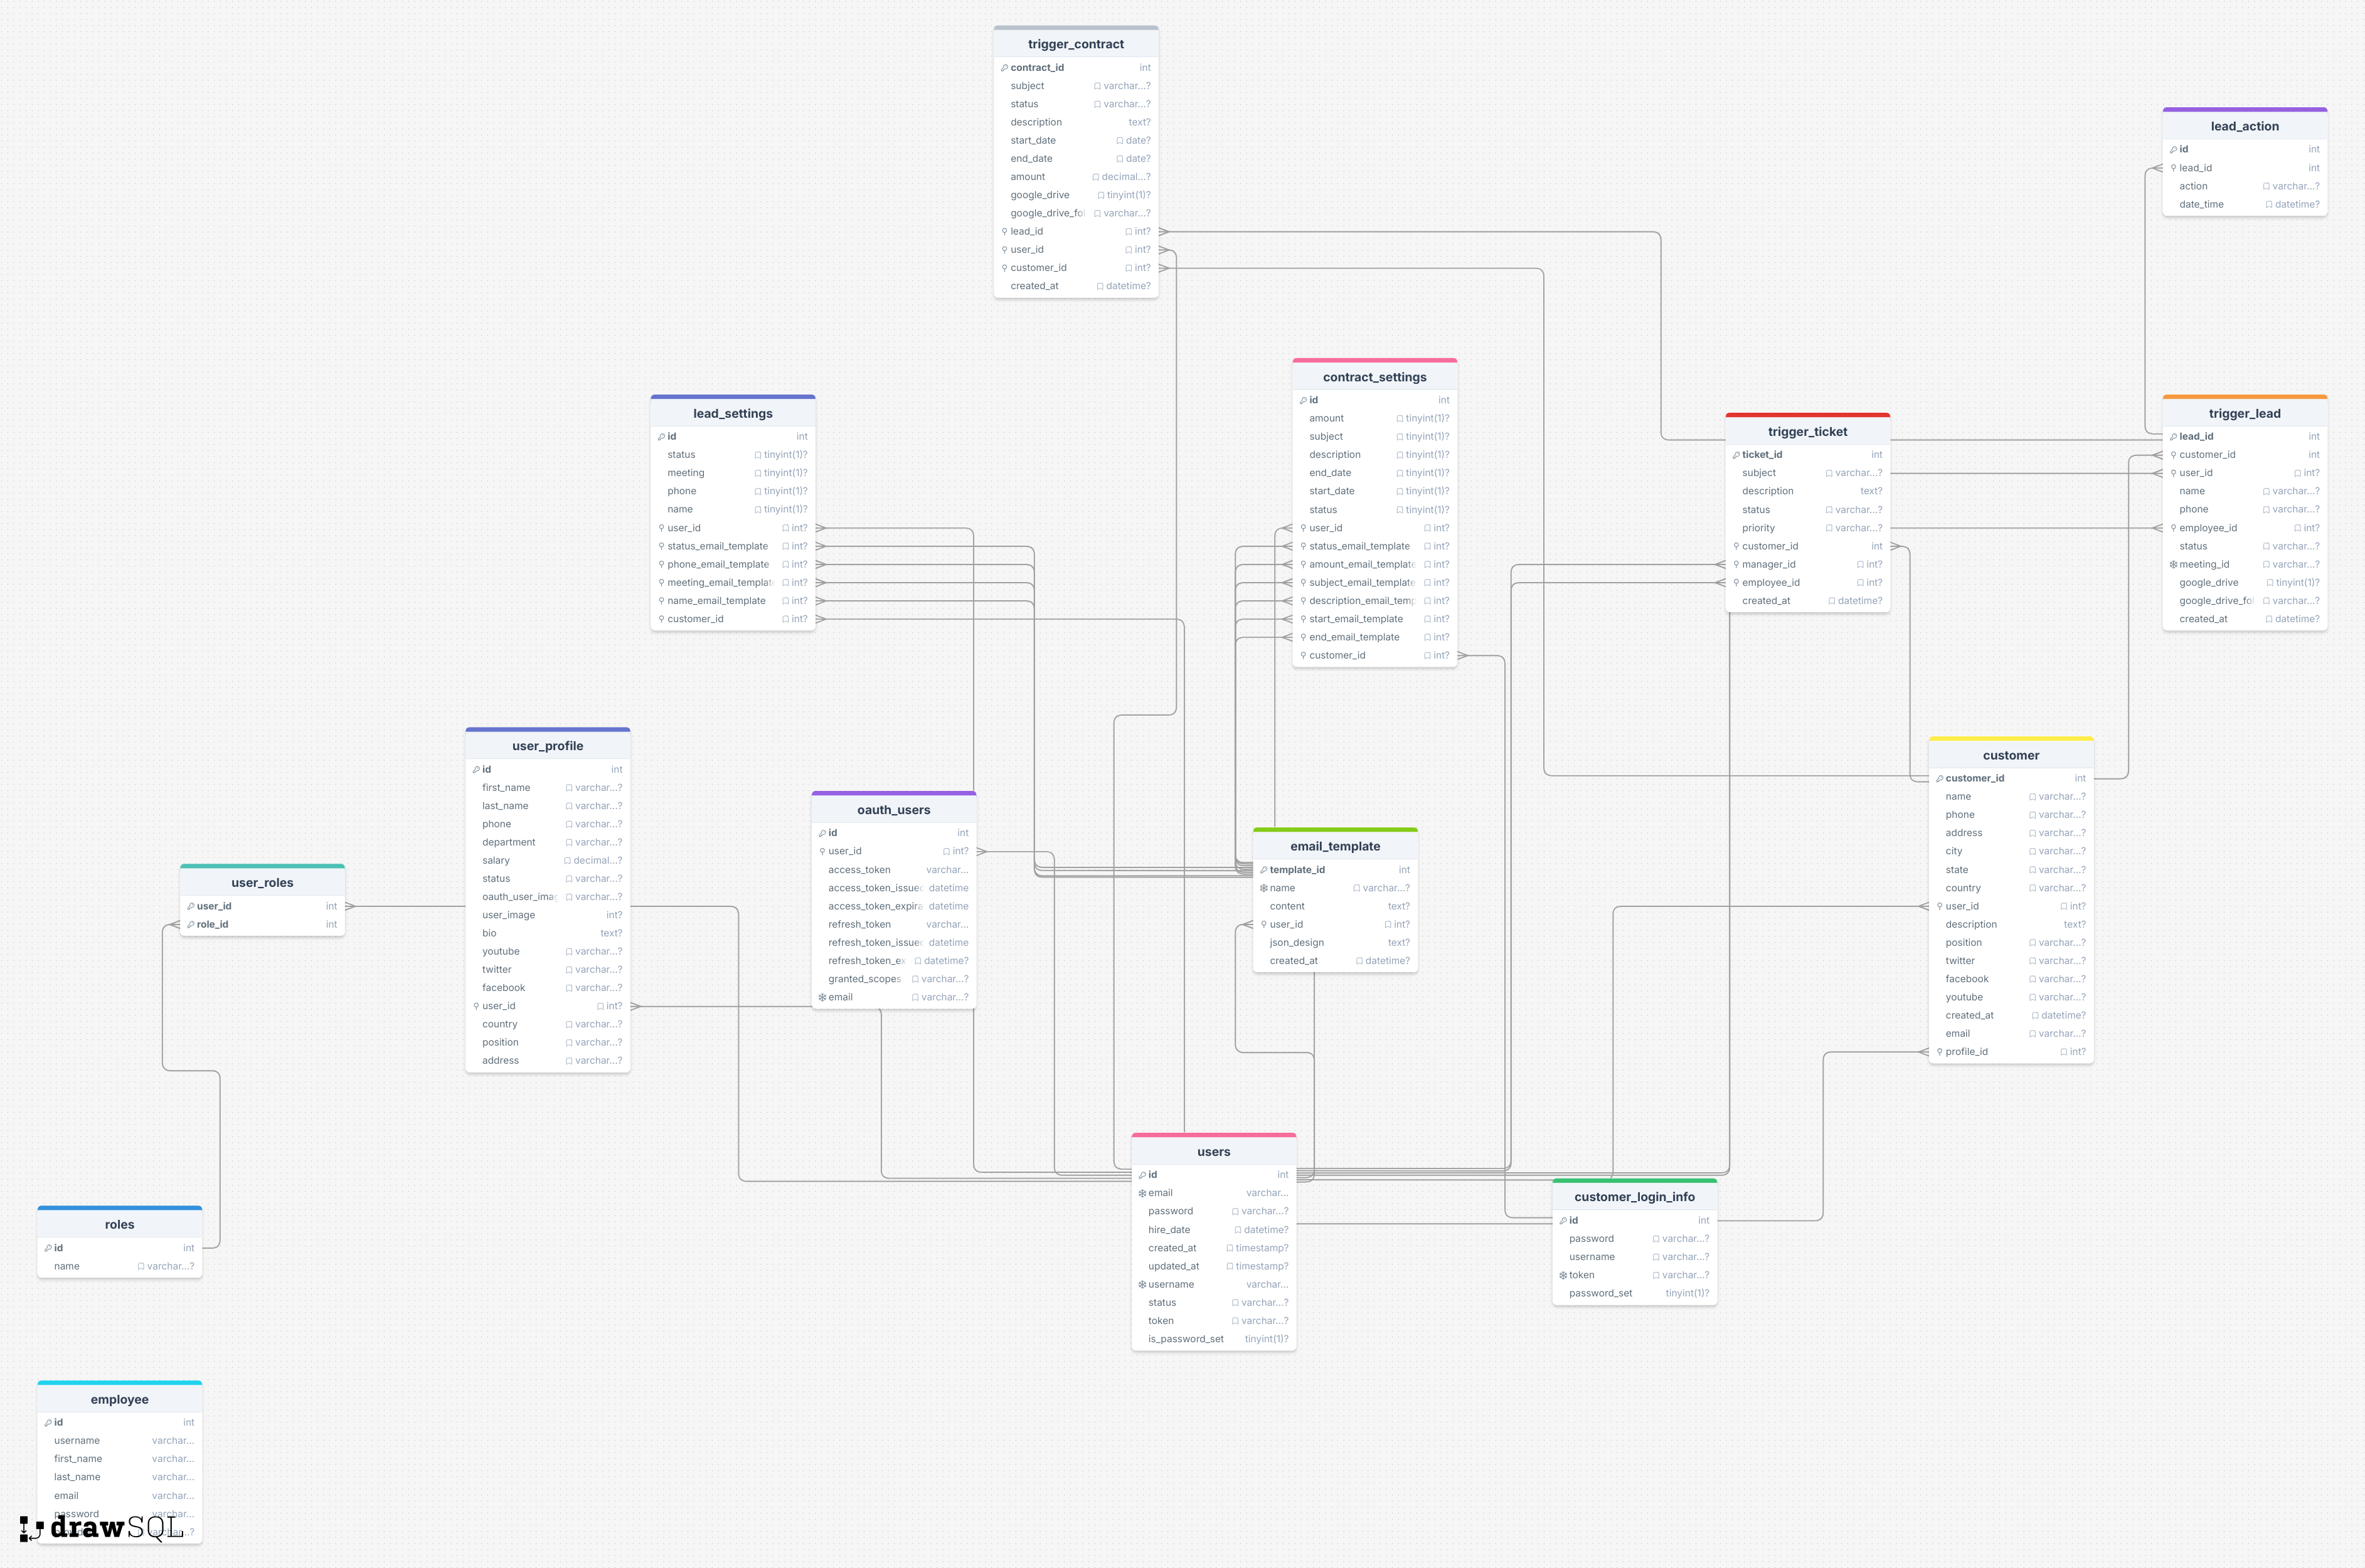 trigger_contract
contract_id int
subject varchar...?
status varchar...?
description text?
start_date date?
end_date date?
amount decimal...?
google_drive tinyint(1)?
google_drive_fo varchar...?
lead_id int?
user_id int?
customer_id int?
created_at datetime?
lead_action
id int
lead_id int
action varchar...?
date_time datetime?
contract_settings
id int
amount tinyint(1)?
subject tinyint(1)?
description tinyint(1)?
end_date tinyint(1)?
start_date tinyint(1)?
status tinyint(1)?
user_id int?
status_email_template int?
amount_email_template int?
subject_email_template int?
description_email_temp int?
start_email_template int?
end_email_template int?
customer_id int?
lead_settings
id int
status tinyint(1)?
meeting tinyint(1)?
phone tinyint(1)?
name tinyint(1)?
user_id int?
status_email_template int?
phone_email_template int?
meeting_email_templat int?
name_email_template int?
customer_id int?
trigger_ticket
ticket_id int
subject varchar...?
description text?
status varchar...?
priority varchar...?
customer_id int
manager_id int?
employee_id int?
created_at datetime?
trigger_lead
lead_id int
customer_id int
user_id int?
name varchar...?
phone varchar...?
employee_id int?
status varchar...?
meeting_id varchar...?
google_drive tinyint(1)?
google_drive_fo varchar...?
created_at datetime?
user_profile
id int
first_name varchar...?
last_name varchar...?
phone varchar...?
department varchar...?
salary decimal...?
status varchar...?
oauth_user_imag varchar...?
user_image int?
bio text?
youtube varchar...?
twitter varchar...?
facebook varchar...?
user_id int?
country varchar...?
position varchar...?
address varchar...?
customer
customer_id int
name varchar...?
phone varchar...?
address varchar...?
city varchar...?
state varchar...?
country varchar...?
user_id int?
description text?
position varchar...?
twitter varchar...?
facebook varchar...?
youtube varchar...?
created_at datetime?
email varchar...?
profile_id int?
oauth_users
id int
user_id int?
access_token varchar...
access_token_issued datetime
access_token_expira datetime
refresh_token varchar...
refresh_token_issued datetime
refresh_token_ex datetime?
granted_scopes varchar...?
email varchar...?
email_template
template_id int
name varchar...?
content text?
user_id int?
json_design text?
created_at datetime?
user_roles
user_id int
role_id int
users
id int
email varchar...
password varchar...?
hire_date datetime?
created_at timestamp?
updated_at timestamp?
username varchar...
status varchar...?
token varchar...?
is_password_set tinyint(1)?
customer_login_info
id int
password varchar...?
username varchar...?
token varchar...?
password_set tinyint(1)?
roles
id int
name varchar...?
employee
id int
username varchar...
first_name varchar...
last_name varchar...
email varchar...
password varchar...
drawSQL